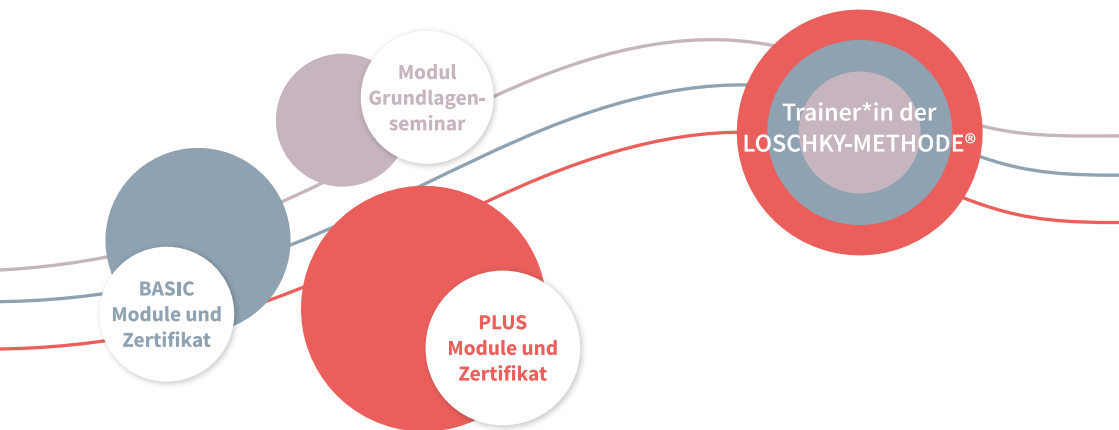 Modul
Grundlagen-
seminar
Trainer*in der
LOSCHKY-METHODE®
BASIC
Module und
Zertifikat
PLUS
Module und
Zertifikat